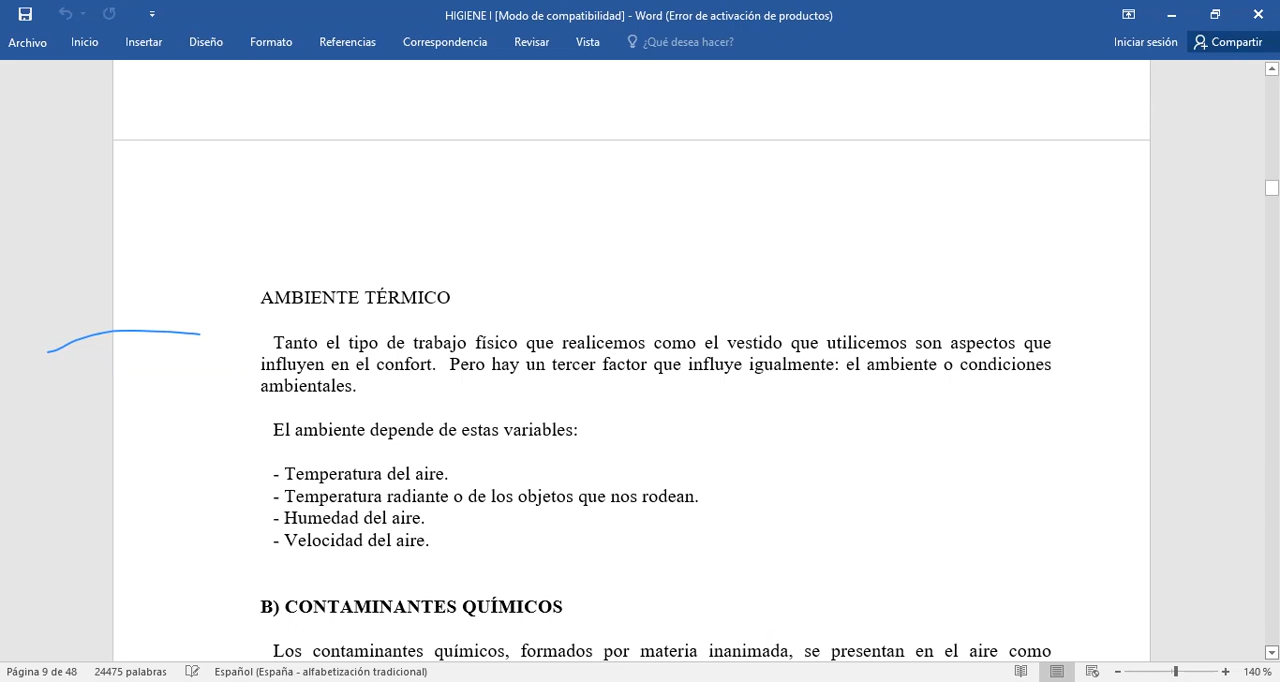 HIGIENE I [Modo de compatibilidad] - Word (Error de activación de productos)
Archivo Inicio Insertar Diseño Formato Referencias Correspondencia Revisar Vista ¿Qué desea hacer? Iniciar sesión Compartir
AMBIENTE TÉRMICO
Tanto el tipo de trabajo físico que realicemos como el vestido que utilicemos son aspectos que
influyen en el confort. Pero hay un tercer factor que influye igualmente: el ambiente o condiciones
ambientales.
El ambiente depende de estas variables:
- Temperatura del aire.
- Temperatura radiante o de los objetos que nos rodean.
- Humedad del aire.
- Velocidad del aire.
B) CONTAMINANTES QUÍMICOS
Los contaminantes químicos, formados por materia inanimada, se presentan en el aire como
Página 9 de 48 24475 palabras Español (España - alfabetización tradicional) 140 %